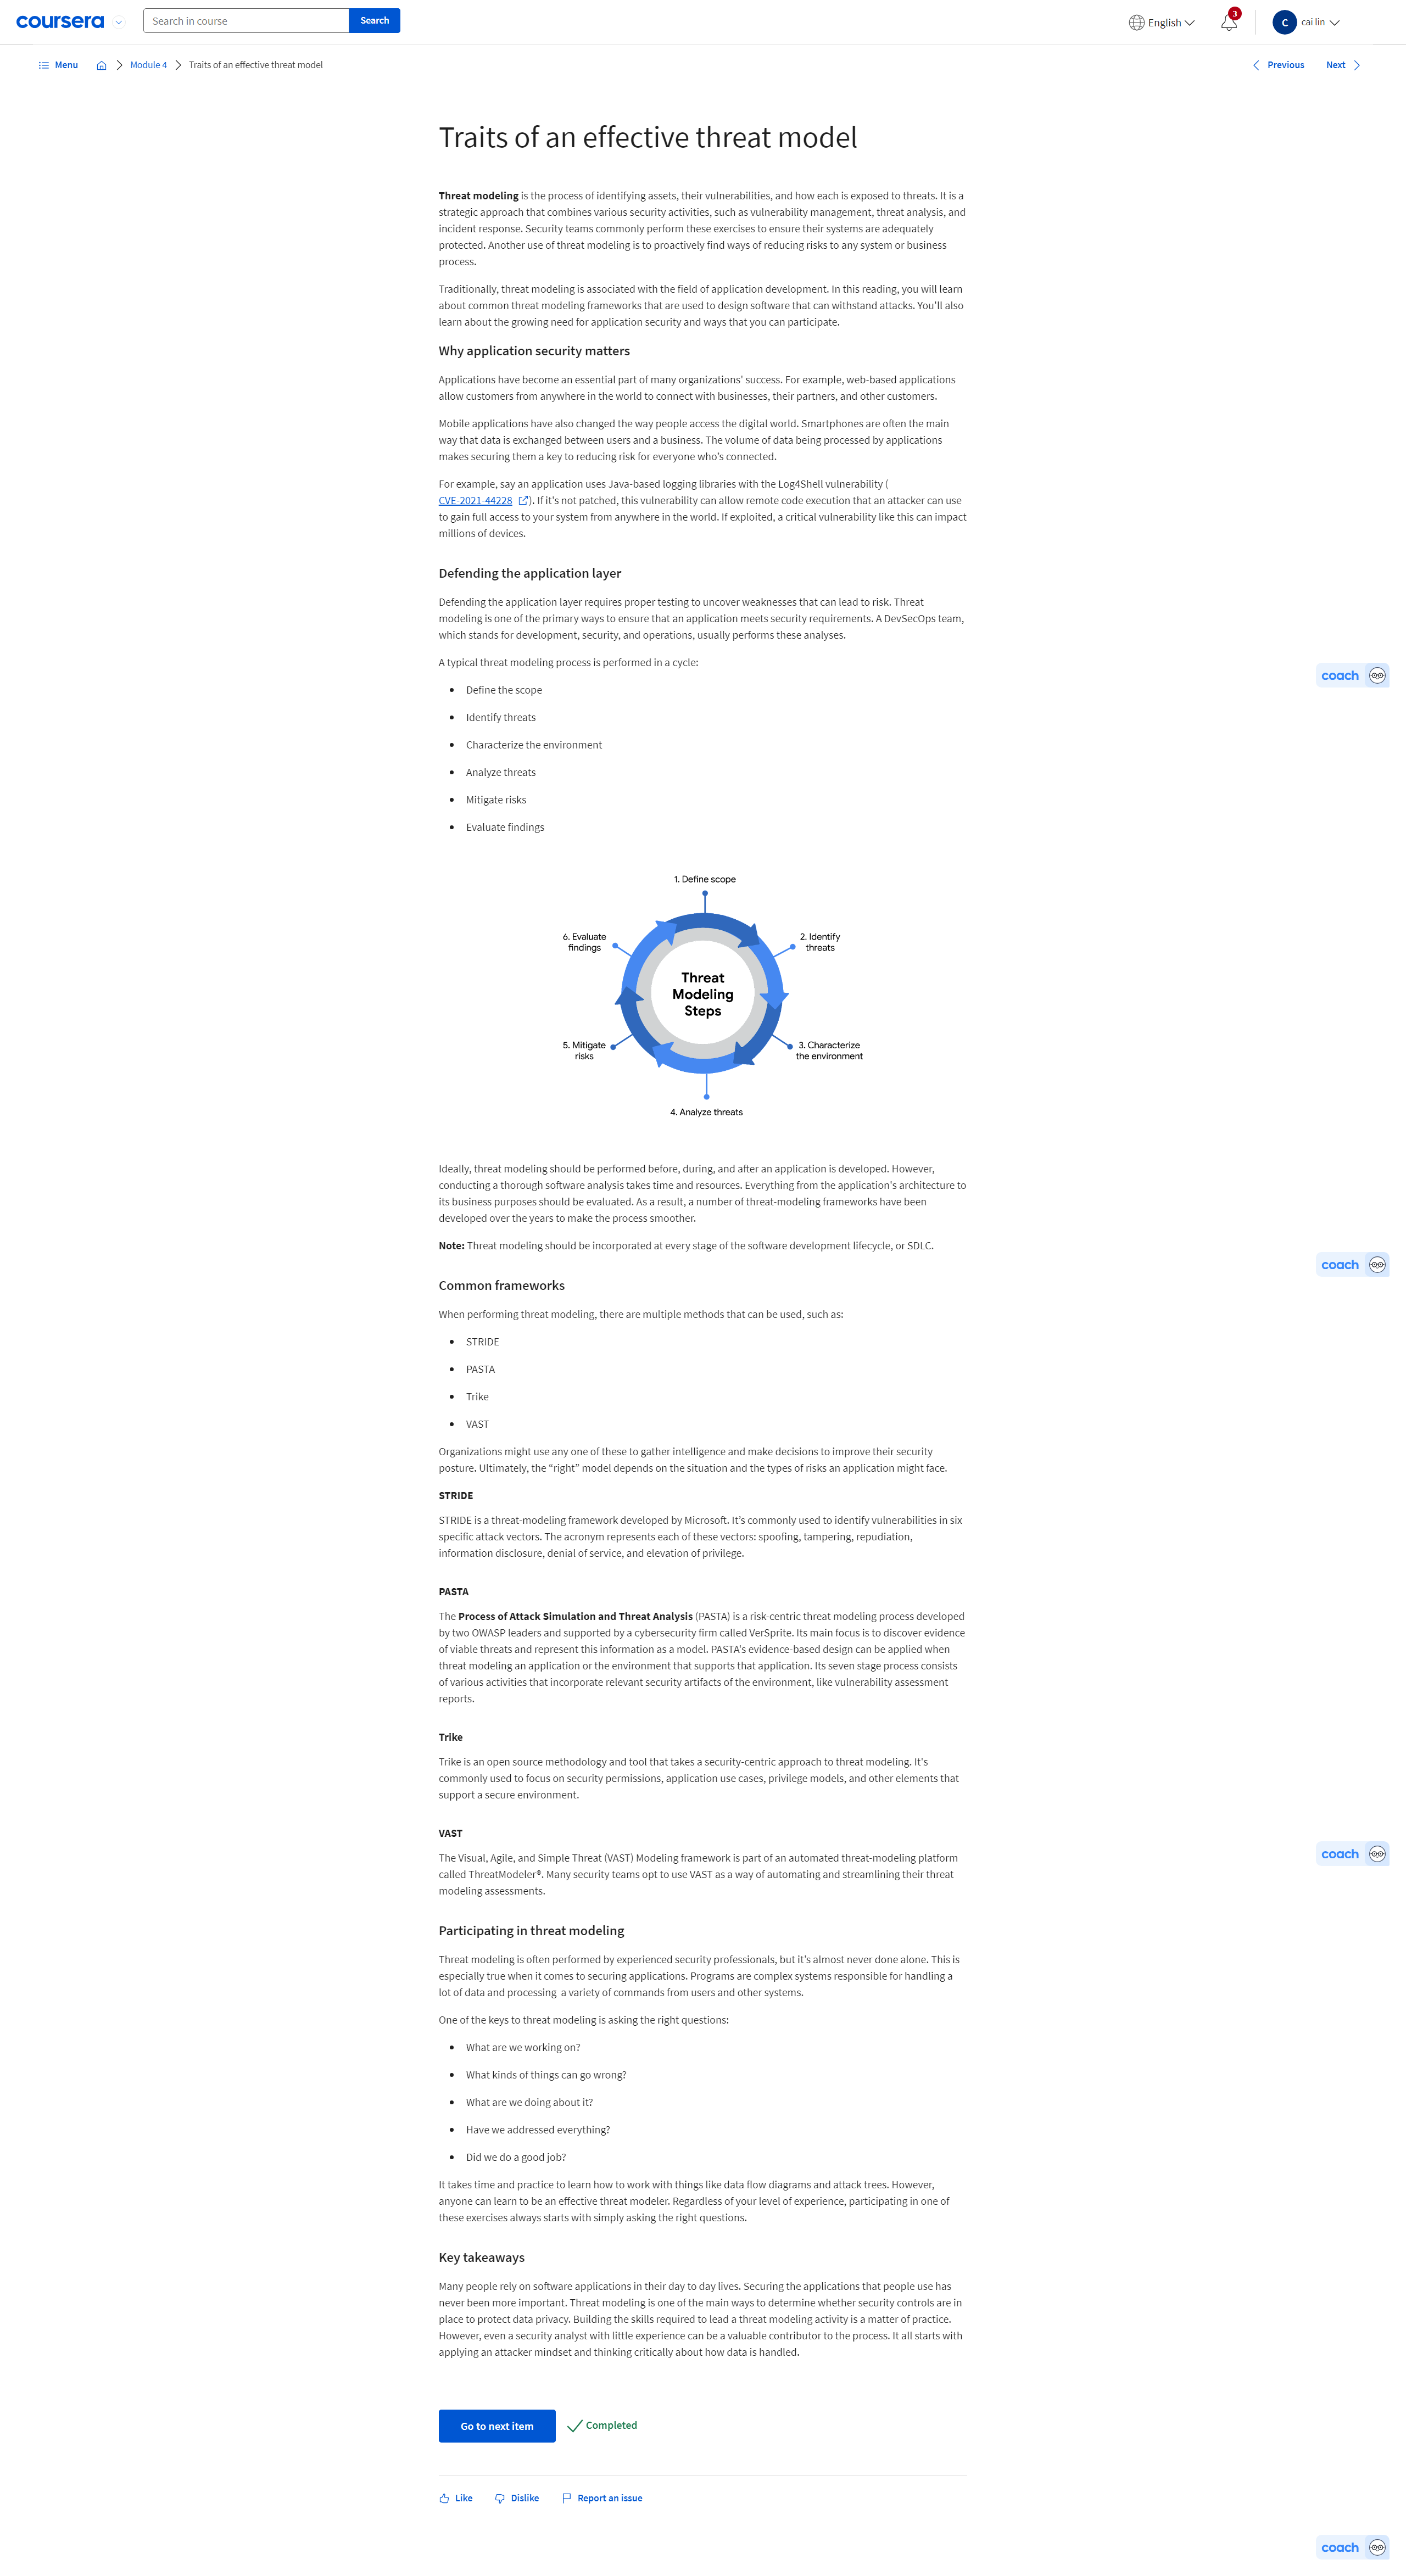 coursera
Search in course
Search
English
3
C
cai lin
Menu
Module 4
Traits of an effective threat model
Previous
Next
Traits of an effective threat model
Threat modeling is the process of identifying assets, their vulnerabilities, and how each is exposed to threats. It is a
strategic approach that combines various security activities, such as vulnerability management, threat analysis, and
incident response. Security teams commonly perform these exercises to ensure their systems are adequately
protected. Another use of threat modeling is to proactively find ways of reducing risks to any system or business
process.
Traditionally, threat modeling is associated with the field of application development. In this reading, you will learn
about common threat modeling frameworks that are used to design software that can withstand attacks. You'll also
learn about the growing need for application security and ways that you can participate.
Why application security matters
Applications have become an essential part of many organizations' success. For example, web-based applications
allow customers from anywhere in the world to connect with businesses, their partners, and other customers.
Mobile applications have also changed the way people access the digital world. Smartphones are often the main
way that data is exchanged between users and a business. The volume of data being processed by applications
makes securing them a key to reducing risk for everyone who's connected.
For example, say an application uses Java-based logging libraries with the Log4Shell vulnerability (
CVE-2021-44228 ). If it's not patched, this vulnerability can allow remote code execution that an attacker can use
to gain full access to your system from anywhere in the world. If exploited, a critical vulnerability like this can impact
millions of devices.
Defending the application layer
Defending the application layer requires proper testing to uncover weaknesses that can lead to risk. Threat
modeling is one of the primary ways to ensure that an application meets security requirements. A DevSecOps team,
which stands for development, security, and operations, usually performs these analyses.
A typical threat modeling process is performed in a cycle:
coach
Define the scope
Identify threats
Characterize the environment
Analyze threats
Mitigate risks
Evaluate findings
1. Define scope
2. Identify
threats
3. Characterize
the environment
4. Analyze threats
5. Mitigate
risks
6. Evaluate
findings
Threat
Modeling
Steps
Ideally, threat modeling should be performed before, during, and after an application is developed. However,
conducting a thorough software analysis takes time and resources. Everything from the application's architecture to
its business purposes should be evaluated. As a result, a number of threat-modeling frameworks have been
developed over the years to make the process smoother.
Note: Threat modeling should be incorporated at every stage of the software development lifecycle, or SDLC.
coach
Common frameworks
When performing threat modeling, there are multiple methods that can be used, such as:
STRIDE
PASTA
Trike
VAST
Organizations might use any one of these to gather intelligence and make decisions to improve their security
posture. Ultimately, the “right” model depends on the situation and the types of risks an application might face.
STRIDE
STRIDE is a threat-modeling framework developed by Microsoft. It's commonly used to identify vulnerabilities in six
specific attack vectors. The acronym represents each of these vectors: spoofing, tampering, repudiation,
information disclosure, denial of service, and elevation of privilege.
PASTA
The Process of Attack Simulation and Threat Analysis (PASTA) is a risk-centric threat modeling process developed
by two OWASP leaders and supported by a cybersecurity firm called VerSprite. Its main focus is to discover evidence
of viable threats and represent this information as a model. PASTA's evidence-based design can be applied when
threat modeling an application or the environment that supports that application. Its seven stage process consists
of various activities that incorporate relevant security artifacts of the environment, like vulnerability assessment
reports.
Trike
Trike is an open source methodology and tool that takes a security-centric approach to threat modeling. It's
commonly used to focus on security permissions, application use cases, privilege models, and other elements that
support a secure environment.
VAST
The Visual, Agile, and Simple Threat (VAST) Modeling framework is part of an automated threat-modeling platform
called ThreatModeler®. Many security teams opt to use VAST as a way of automating and streamlining their threat
modeling assessments.
coach
Participating in threat modeling
Threat modeling is often performed by experienced security professionals, but it's almost never done alone. This is
especially true when it comes to securing applications. Programs are complex systems responsible for handling a
lot of data and processing a variety of commands from users and other systems.
One of the keys to threat modeling is asking the right questions:
What are we working on?
What kinds of things can go wrong?
What are we doing about it?
Have we addressed everything?
Did we do a good job?
It takes time and practice to learn how to work with things like data flow diagrams and attack trees. However,
anyone can learn to be an effective threat modeler. Regardless of your level of experience, participating in one of
these exercises always starts with simply asking the right questions.
Key takeaways
Many people rely on software applications in their day to day lives. Securing the applications that people use has
never been more important. Threat modeling is one of the main ways to determine whether security controls are in
place to protect data privacy. Building the skills required to lead a threat modeling activity is a matter of practice.
However, even a security analyst with little experience can be a valuable contributor to the process. It all starts with
applying an attacker mindset and thinking critically about how data is handled.
Go to next item
Completed
Like
Dislike
Report an issue
coach